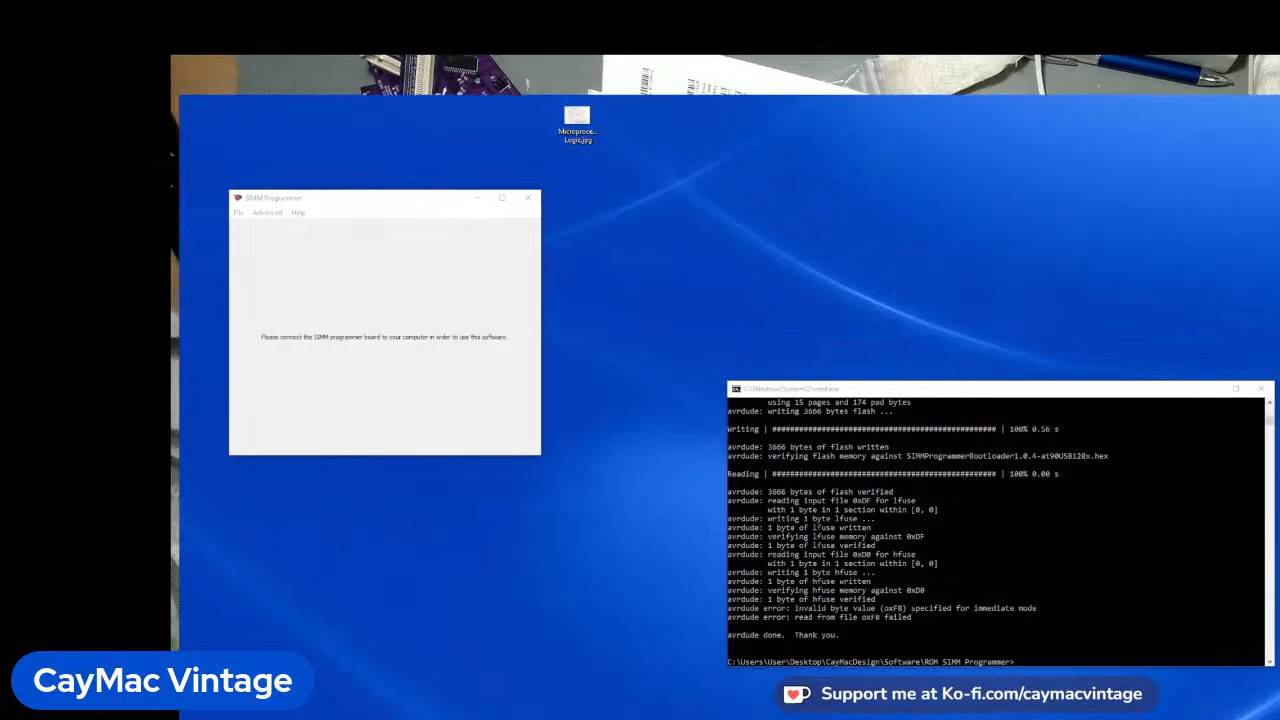 Microproce...
Logic.jpg
SIMM Programmer
File Advanced Help
Please connect the SIMM programmer board to your computer in order to use this software.
C:\Windows\System32\cmd.exe
using 15 pages and 174 pad bytes
avrdude: writing 3666 bytes flash ...
Writing | ################################################## | 100% 0.56 s
avrdude: 3666 bytes of flash written
avrdude: verifying flash memory against SIMMProgrammerBootloader1.0.4-at90USB128x.hex
Reading | ################################################## | 100% 0.00 s
avrdude: 3666 bytes of flash verified
avrdude: reading input file 0xDF for lfuse
with 1 byte in 1 section within [0, 0]
avrdude: writing 1 byte lfuse ...
avrdude: 1 byte of lfuse written
avrdude: verifying lfuse memory against 0xDF
avrdude: 1 byte of lfuse verified
avrdude: reading input file 0xD0 for hfuse
with 1 byte in 1 section within [0, 0]
avrdude: writing 1 byte hfuse ...
avrdude: 1 byte of hfuse written
avrdude: verifying hfuse memory against 0xD0
avrdude: 1 byte of hfuse verified
avrdude error: invalid byte value (oxF8) specified for immediate mode
avrdude error: read from file oxF8 failed
avrdude done.  Thank you.
C:\Users\User\Desktop\CayMacDesign\Software\ROM SIMM Programmer>
CayMac Vintage
Support me at Ko-fi.com/caymacvintage